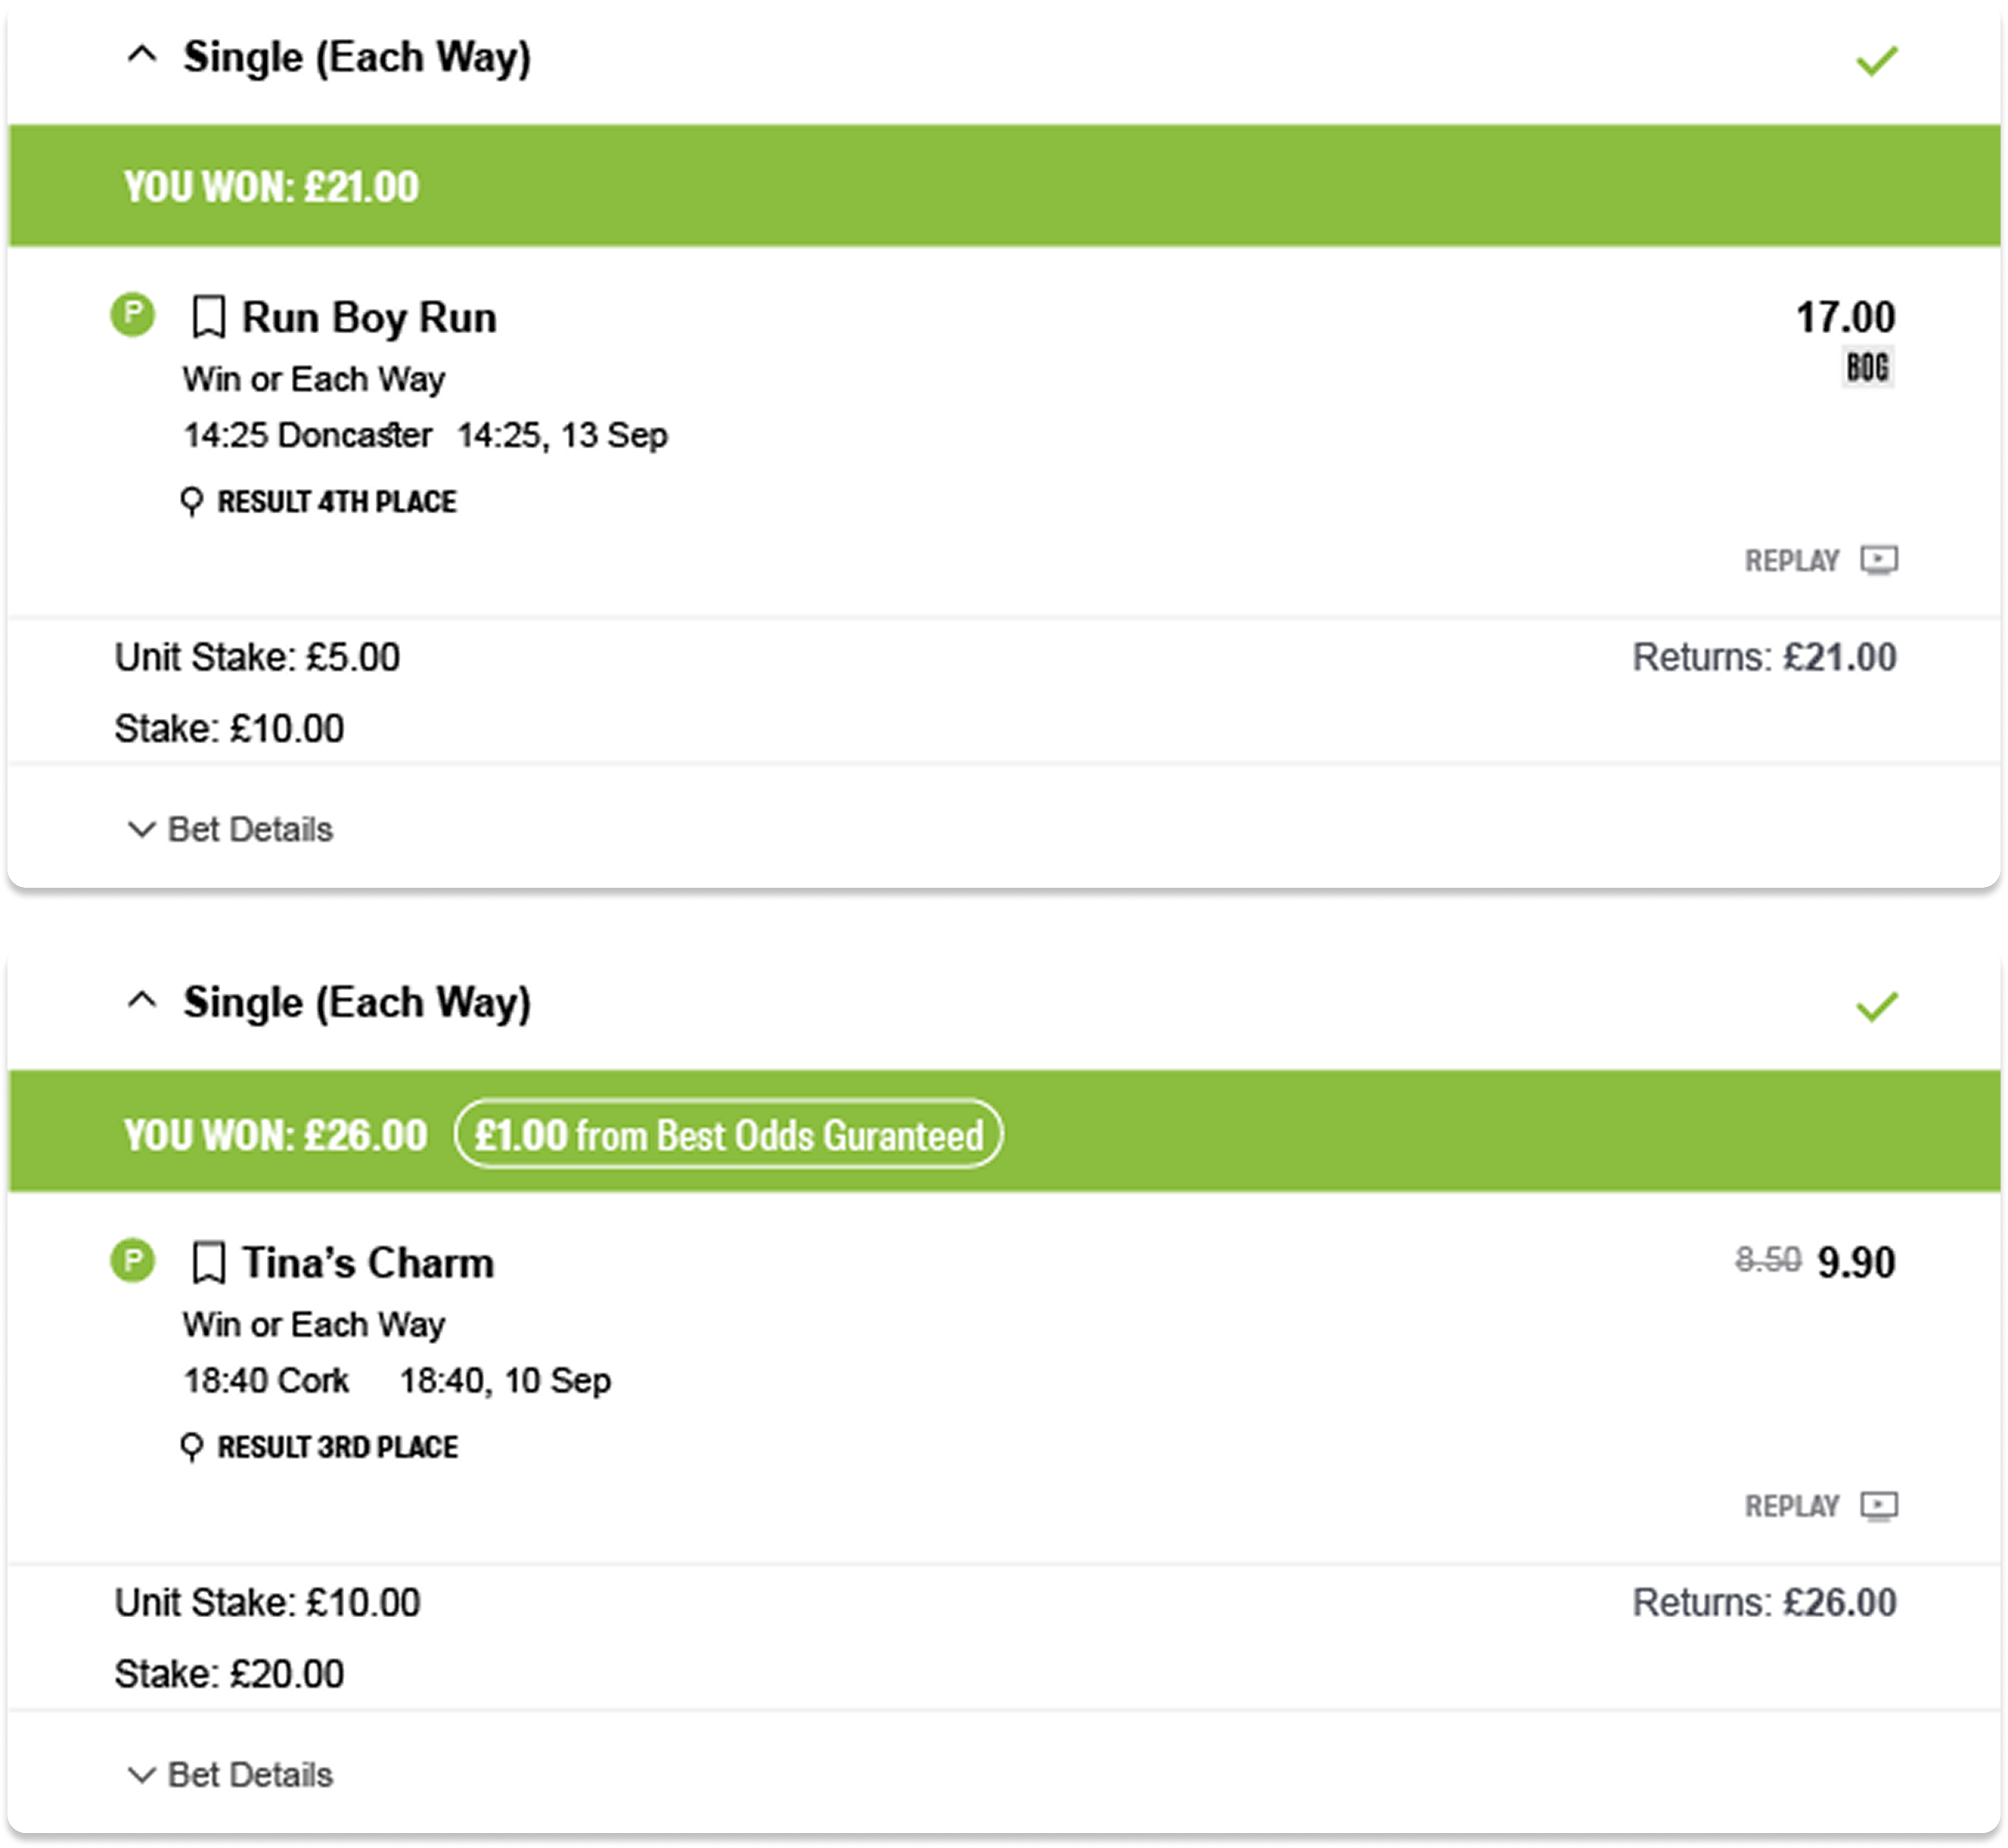 Single (Each Way)
YOU WON: £21.00
P Run Boy Run 17.00
BOG
Win or Each Way
14:25 Doncaster 14:25, 13 Sep
RESULT 4TH PLACE
REPLAY
Unit Stake: £5.00 Returns: £21.00
Stake: £10.00
Bet Details
Single (Each Way)
YOU WON: £26.00 £1.00 from Best Odds Guranteed
P Tina’s Charm 8.50 9.90
Win or Each Way
18:40 Cork 18:40, 10 Sep
RESULT 3RD PLACE
REPLAY
Unit Stake: £10.00 Returns: £26.00
Stake: £20.00
Bet Details